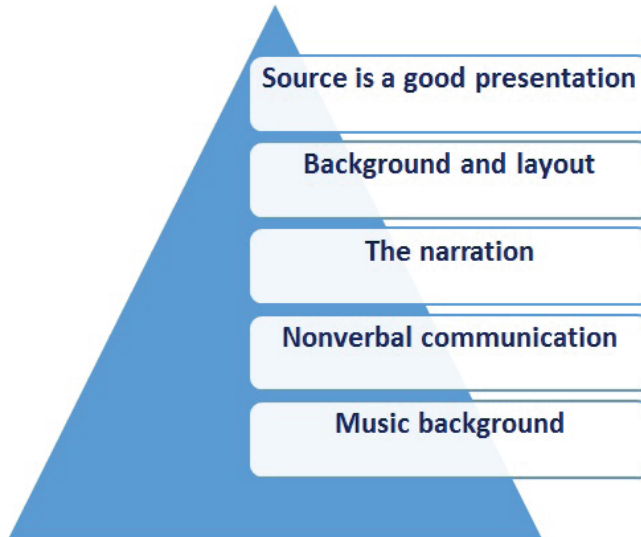 Source is a good presentation
Background and layout
The narration
Nonverbal communication
Music background